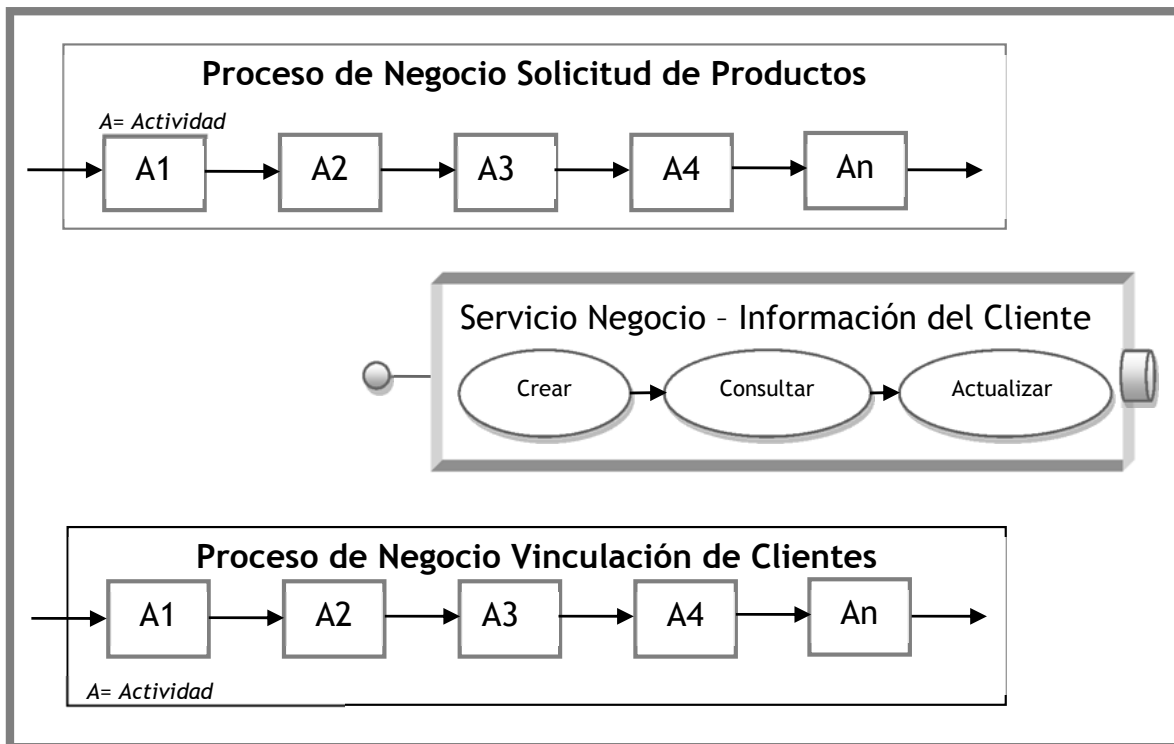 Proceso de Negocio Solicitud de Productos
A= Actividad
A1 A2 A3 A4 An
Servicio Negocio – Información del Cliente
Crear Consultar Actualizar
Proceso de Negocio Vinculación de Clientes
A1 A2 A3 A4 An
A= Actividad